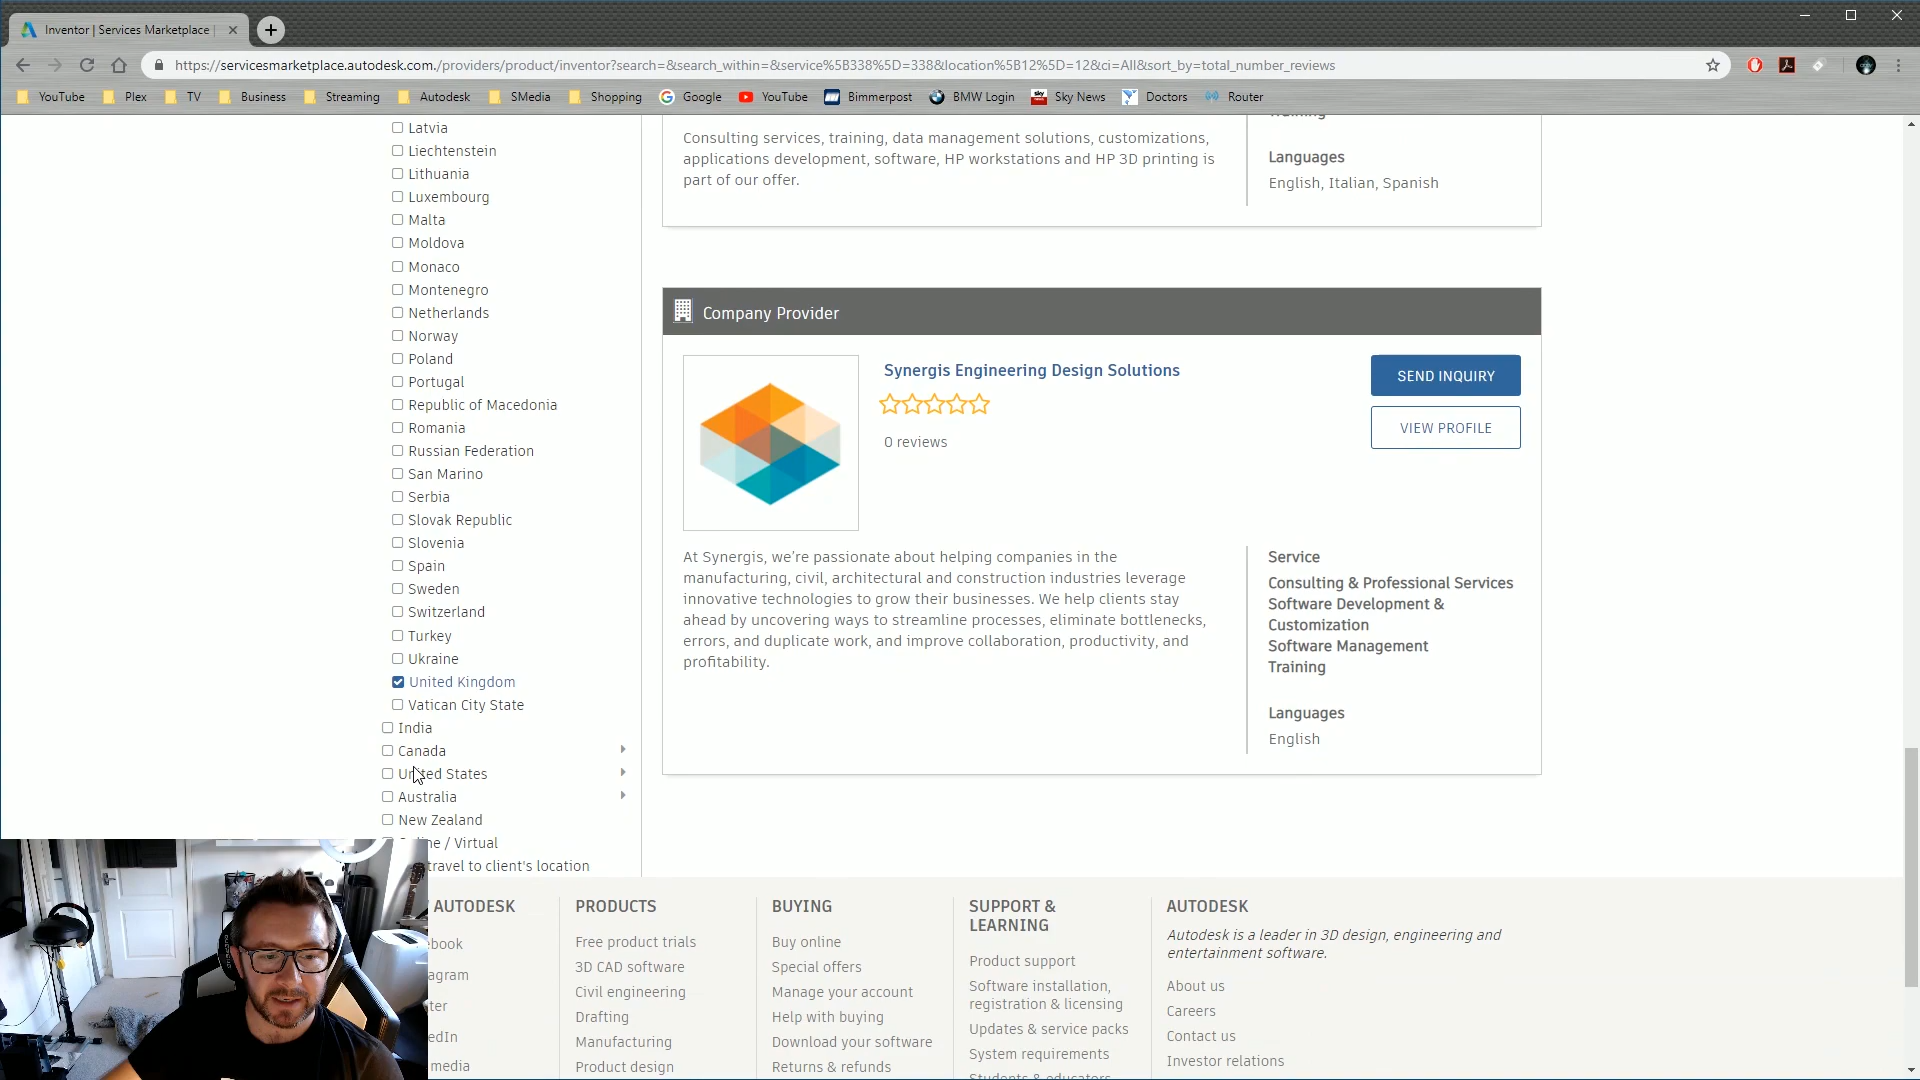 Inventor | Services Marketplace |
https://servicesmarketplace.autodesk.com./providers/product/inventor?search=&search_within=&service%5B338%5D=338&location%5B12%5D=12&ci=All&sort_by=total_number_reviews
YouTube Plex TV Business Streaming Autodesk SMedia Shopping Google YouTube Bimmerpost BMW Login Sky News Doctors Router
Latvia
Liechtenstein
Lithuania
Luxembourg
Malta
Moldova
Monaco
Montenegro
Netherlands
Norway
Poland
Portugal
Republic of Macedonia
Romania
Russian Federation
San Marino
Serbia
Slovak Republic
Slovenia
Spain
Sweden
Switzerland
Turkey
Ukraine
United Kingdom
Vatican City State
India
Canada
United States
Australia
New Zealand
/ Virtual
travel to client's location
Consulting services, training, data management solutions, customizations,
applications development, software, HP workstations and HP 3D printing is
part of our offer.
Training
Languages
English, Italian, Spanish
Company Provider
Synergis Engineering Design Solutions
0 reviews
SEND INQUIRY
VIEW PROFILE
At Synergis, we're passionate about helping companies in the
manufacturing, civil, architectural and construction industries leverage
innovative technologies to grow their businesses. We help clients stay
ahead by uncovering ways to streamline processes, eliminate bottlenecks,
errors, and duplicate work, and improve collaboration, productivity, and
profitability.
Service
Consulting & Professional Services
Software Development &
Customization
Software Management
Training
Languages
English
AUTODESK
PRODUCTS
Free product trials
3D CAD software
Civil engineering
Drafting
Manufacturing
Product design
BUYING
Buy online
Special offers
Manage your account
Help with buying
Download your software
Returns & refunds
SUPPORT &
LEARNING
Product support
Software installation,
registration & licensing
Updates & service packs
System requirements
Students & educators
AUTODESK
Autodesk is a leader in 3D design, engineering and
entertainment software.
About us
Careers
Contact us
Investor relations
media